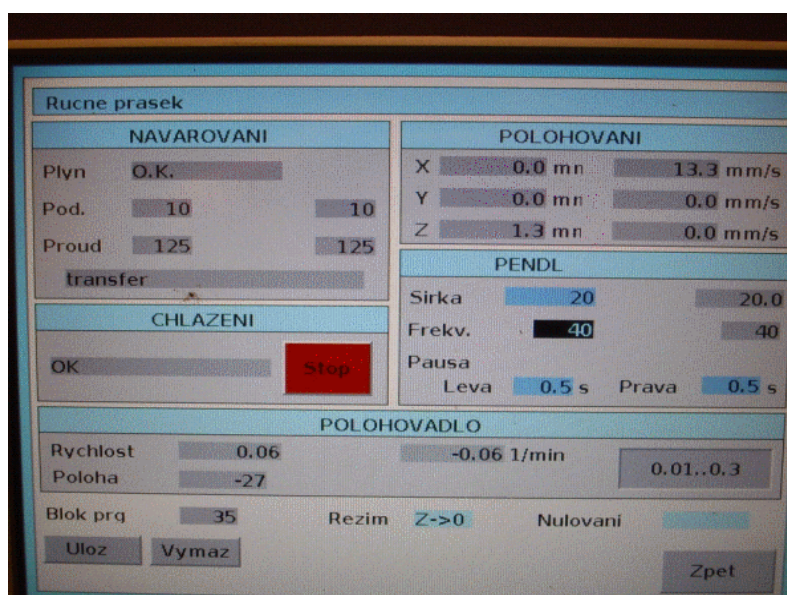 Rucne prasek
NAVAROVANI
Plyn O.K.
Pod. 10 10
Proud 125 125
transfer
CHLAZENI
OK Stop
POLOHOVANI
X 0.0 mm 13.3 mm/s
Y 0.0 mm 0.0 mm/s
Z 1.3 mm 0.0 mm/s
PENDL
Sirka 20 20.0
Frekv. 40 40
Pausa
Leva 0.5 s Prava 0.5 s
POLOHOVADLO
Rychlost 0.06 -0.06 1/min 0.01..0.3
Poloha -27
Blok prg 35 Rezim Z->0 Nulovani
Uloz Vymaz Zpet